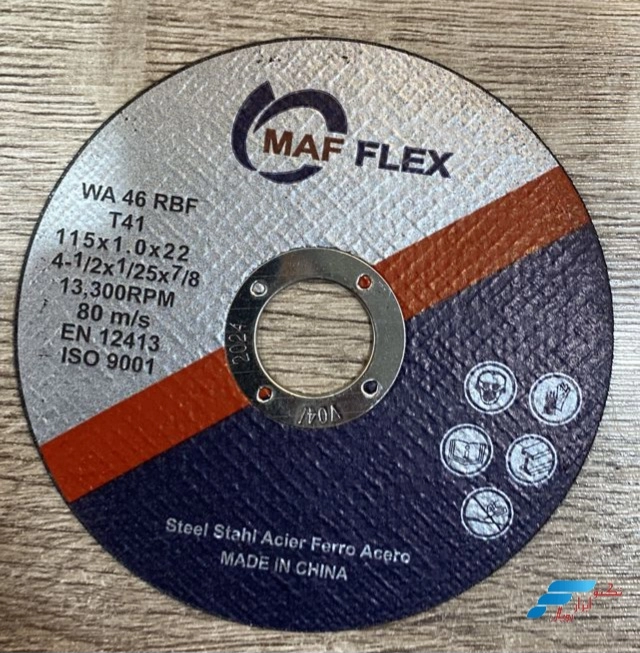 MAF FLEX
WA 46 RBF
T41
115x1.0x22
4-1/2x1/25x7/8
13,300RPM
80 m/s
EN 12413
ISO 9001
V04/
2024
Steel Stahl Acier Ferro Acero
MADE IN CHINA